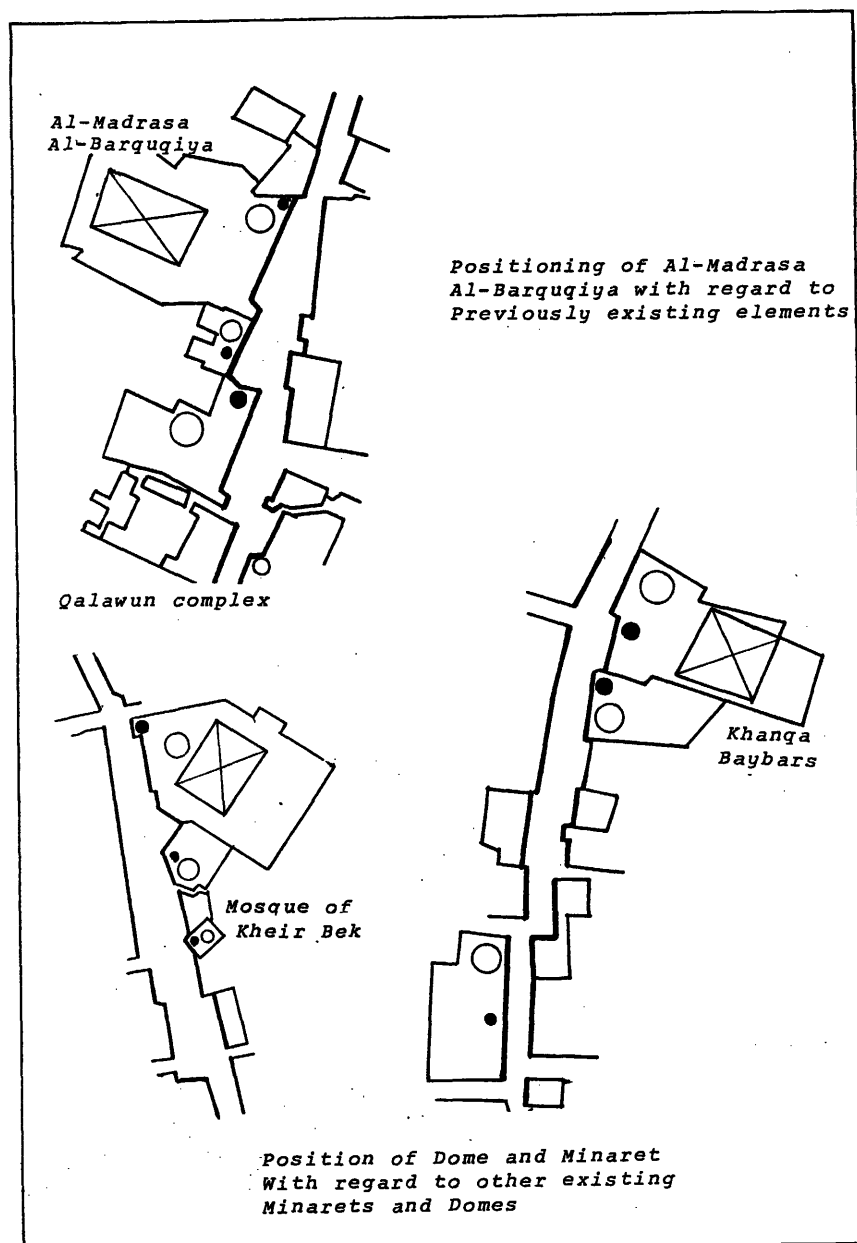 Al-Madrasa
Al-Barquqiya
Positioning of Al-Madrasa
Al-Barquqiya with regard to
Previously existing elements
Qalawun complex
Khanqa
Baybars
Mosque of
Kheir Bek
Position of Dome and Minaret
With regard to other existing
Minarets and Domes